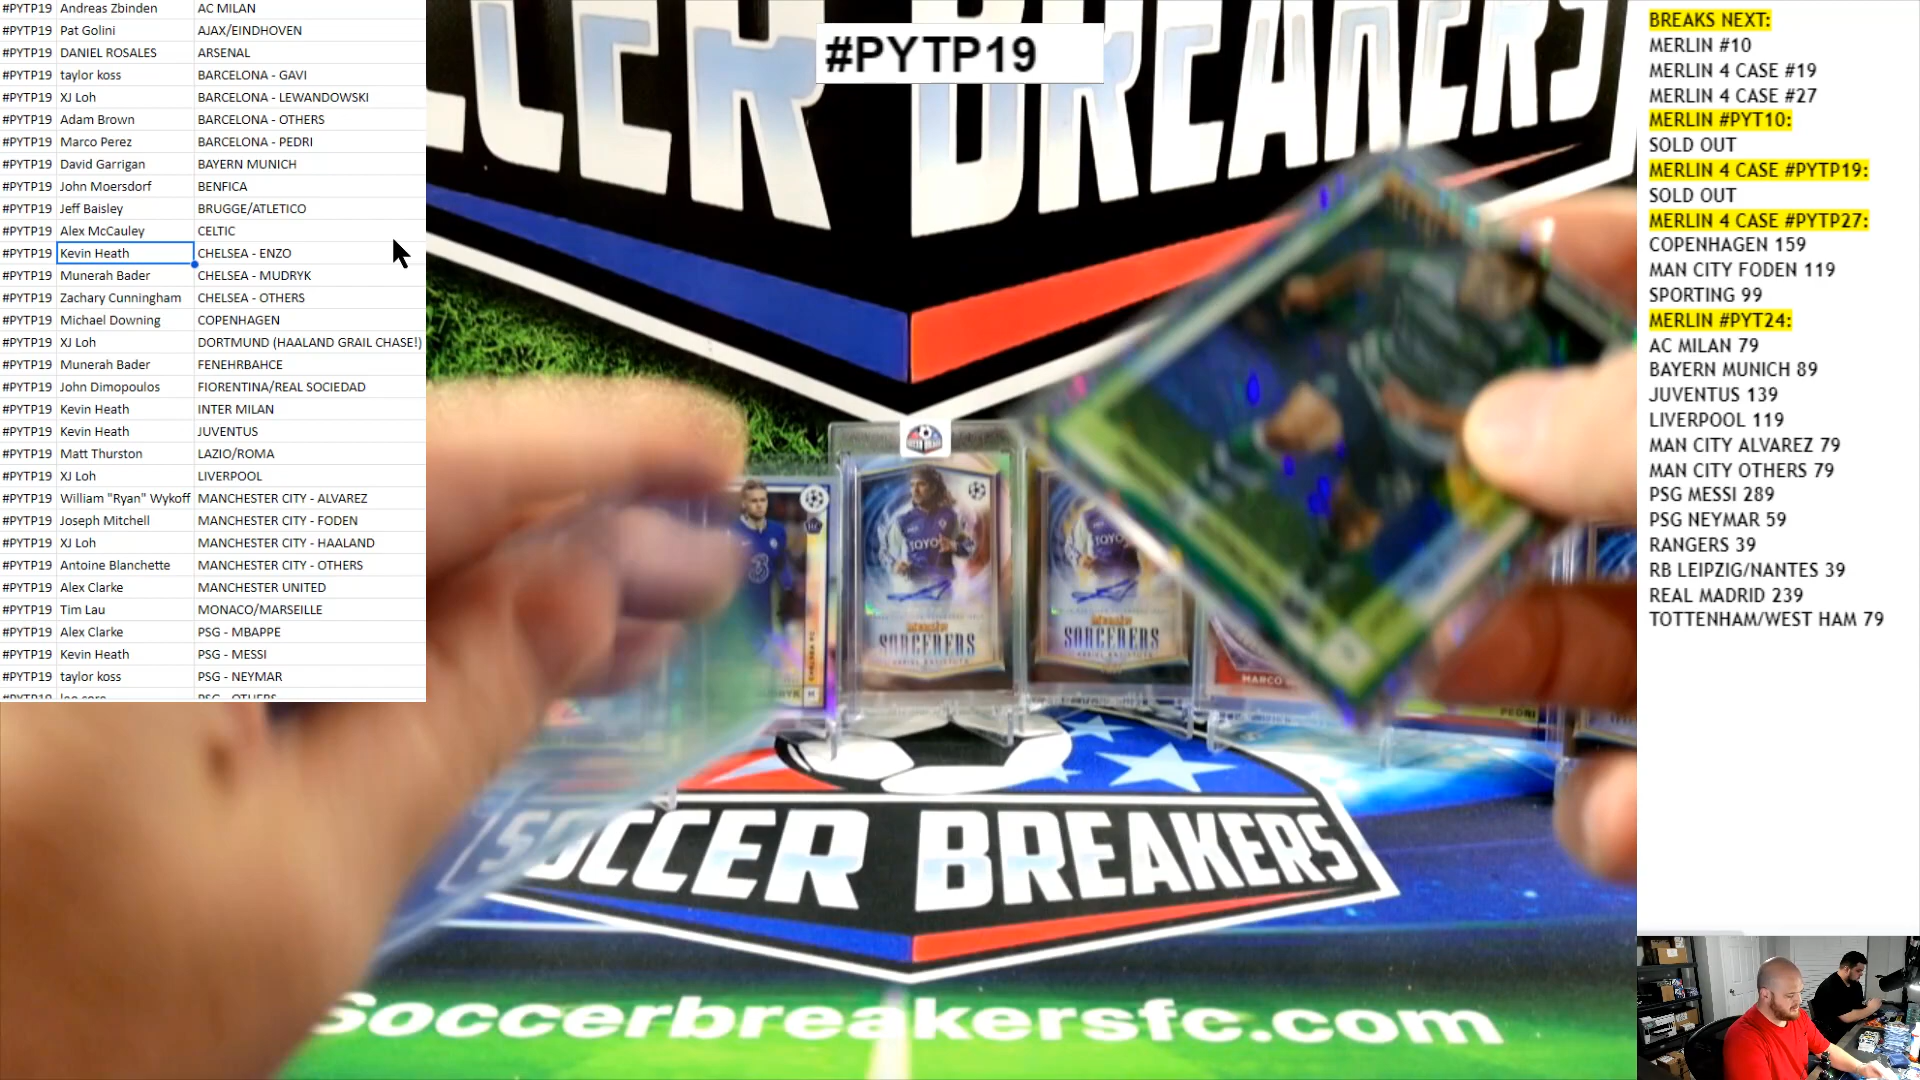 #PYTP19 Andreas Zbinden AC MILAN
#PYTP19 Pat Golini AJAX/EINDHOVEN
#PYTP19 DANIEL ROSALES ARSENAL
#PYTP19 taylor koss BARCELONA - GAVI
#PYTP19 XJ Loh BARCELONA - LEWANDOWSKI
#PYTP19 Adam Brown BARCELONA - OTHERS
#PYTP19 Marco Perez BARCELONA - PEDRI
#PYTP19 David Garrigan BAYERN MUNICH
#PYTP19 John Moersdorf BENFICA
#PYTP19 Jeff Baisley BRUGGE/ATLETICO
#PYTP19 Alex McCauley CELTIC
#PYTP19 Kevin Heath CHELSEA - ENZO
#PYTP19 Munerah Bader CHELSEA - MUDRYK
#PYTP19 Zachary Cunningham CHELSEA - OTHERS
#PYTP19 Michael Downing COPENHAGEN
#PYTP19 XJ Loh DORTMUND (HAALAND GRAIL CHASE!)
#PYTP19 Munerah Bader FENEHRBAHCE
#PYTP19 John Dimopoulos FIORENTINA/REAL SOCIEDAD
#PYTP19 Kevin Heath INTER MILAN
#PYTP19 Kevin Heath JUVENTUS
#PYTP19 Matt Thurston LAZIO/ROMA
#PYTP19 XJ Loh LIVERPOOL
#PYTP19 William "Ryan" Wykoff MANCHESTER CITY - ALVAREZ
#PYTP19 Joseph Mitchell MANCHESTER CITY - FODEN
#PYTP19 XJ Loh MANCHESTER CITY - HAALAND
#PYTP19 Antoine Blanchette MANCHESTER CITY - OTHERS
#PYTP19 Alex Clarke MANCHESTER UNITED
#PYTP19 Tim Lau MONACO/MARSEILLE
#PYTP19 Alex Clarke PSG - MBAPPE
#PYTP19 Kevin Heath PSG - MESSI
#PYTP19 taylor koss PSG - NEYMAR
#PYTP19
#PYTP19
BREAKERS
TOYO
SORCERERS
SORCERERS
MARCO
PEDRI
SOCCER BREAKERS
Soccerbreakersfc.com
BREAKS NEXT:
MERLIN #10
MERLIN 4 CASE #19
MERLIN 4 CASE #27
MERLIN #PYT10:
SOLD OUT
MERLIN 4 CASE #PYTP19:
SOLD OUT
MERLIN 4 CASE #PYTP27:
COPENHAGEN 159
MAN CITY FODEN 119
SPORTING 99
MERLIN #PYT24:
AC MILAN 79
BAYERN MUNICH 89
JUVENTUS 139
LIVERPOOL 119
MAN CITY ALVAREZ 79
MAN CITY OTHERS 79
PSG MESSI 289
PSG NEYMAR 59
RANGERS 39
RB LEIPZIG/NANTES 39
REAL MADRID 239
TOTTENHAM/WEST HAM 79